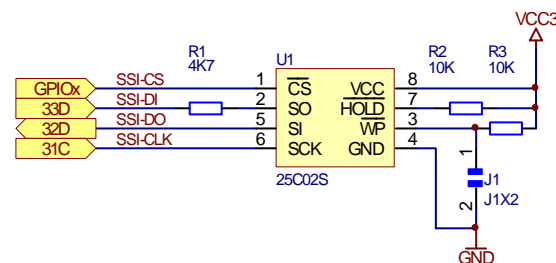 VCC3
R1
4K7
U1
R2
10K
R3
10K
GPIOx
SSI-CS
1
CS
VCC
8
33D
SSI-DI
2
SO
HOLD
7
32D
SSI-DO
5
SI
WP
3
31C
SSI-CLK
6
SCK
GND
4
25C02S
1
J1
J1X2
2
GND